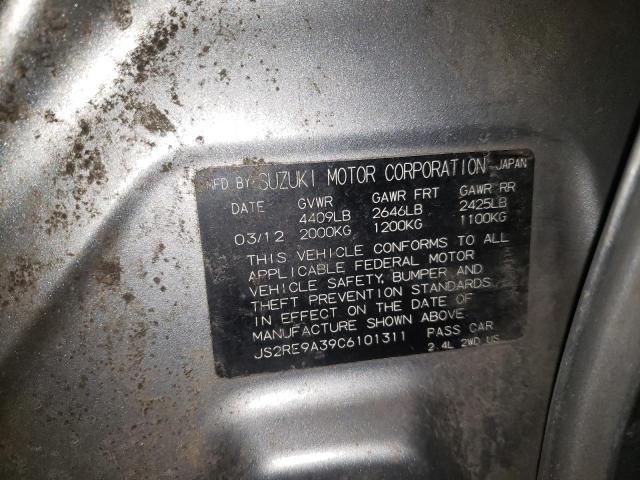 MFD BY SUZUKI MOTOR CORPORATION-JAPAN
DATE GVWR GAWR FRT GAWR RR
4409LB 2646LB 2425LB
03/12 2000KG 1200KG 1100KG
THIS VEHICLE CONFORMS TO ALL
APPLICABLE FEDERAL MOTOR
VEHICLE SAFETY, BUMPER AND
THEFT PREVENTION STANDARDS
IN EFFECT ON THE DATE OF
MANUFACTURE SHOWN ABOVE.
JS2RE9A39C6101311 PASS CAR
2.4L 2WD US